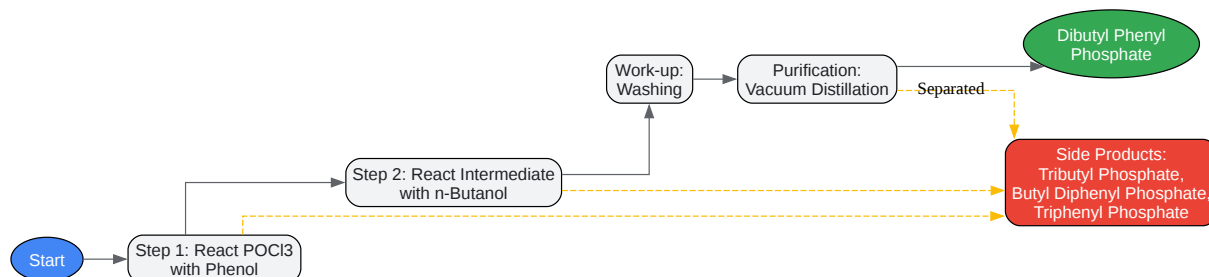 Dibutyl Phenyl
Phosphate
Work-up:
Washing
Purification:
Vacuum Distillation
Separated
Side Products:
Tributyl Phosphate,
Butyl Diphenyl Phosphate,
Triphenyl Phosphate
Step 2: React Intermediate
with n-Butanol
Step 1: React POCl3
with Phenol
Start